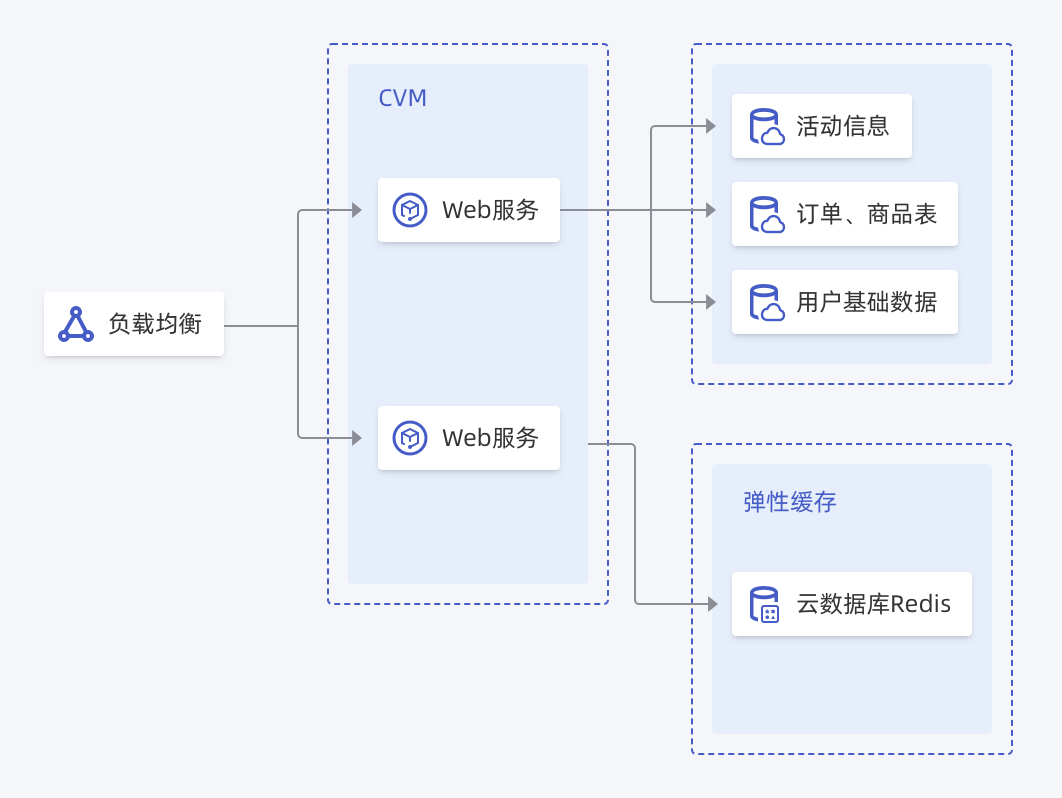 负载均衡
CVM
Web服务
Web服务
活动信息
订单、商品表
用户基础数据
弹性缓存
云数据库Redis